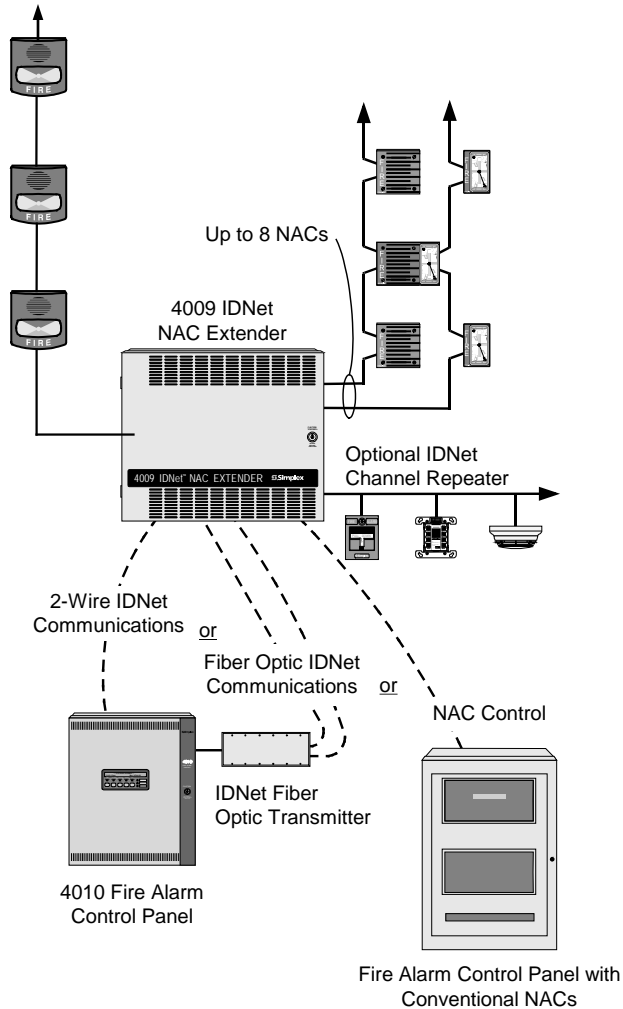 FIRE
FIRE
FIRE
Up to 8 NACs
4009 IDNet
NAC Extender
4009 IDNet™ NAC EXTENDER Simplex
Optional IDNet
Channel Repeater
2-Wire IDNet
Communications
or
Fiber Optic IDNet
Communications
or
NAC Control
4010
IDNet Fiber
Optic Transmitter
4010 Fire Alarm
Control Panel
Fire Alarm Control Panel with
Conventional NACs